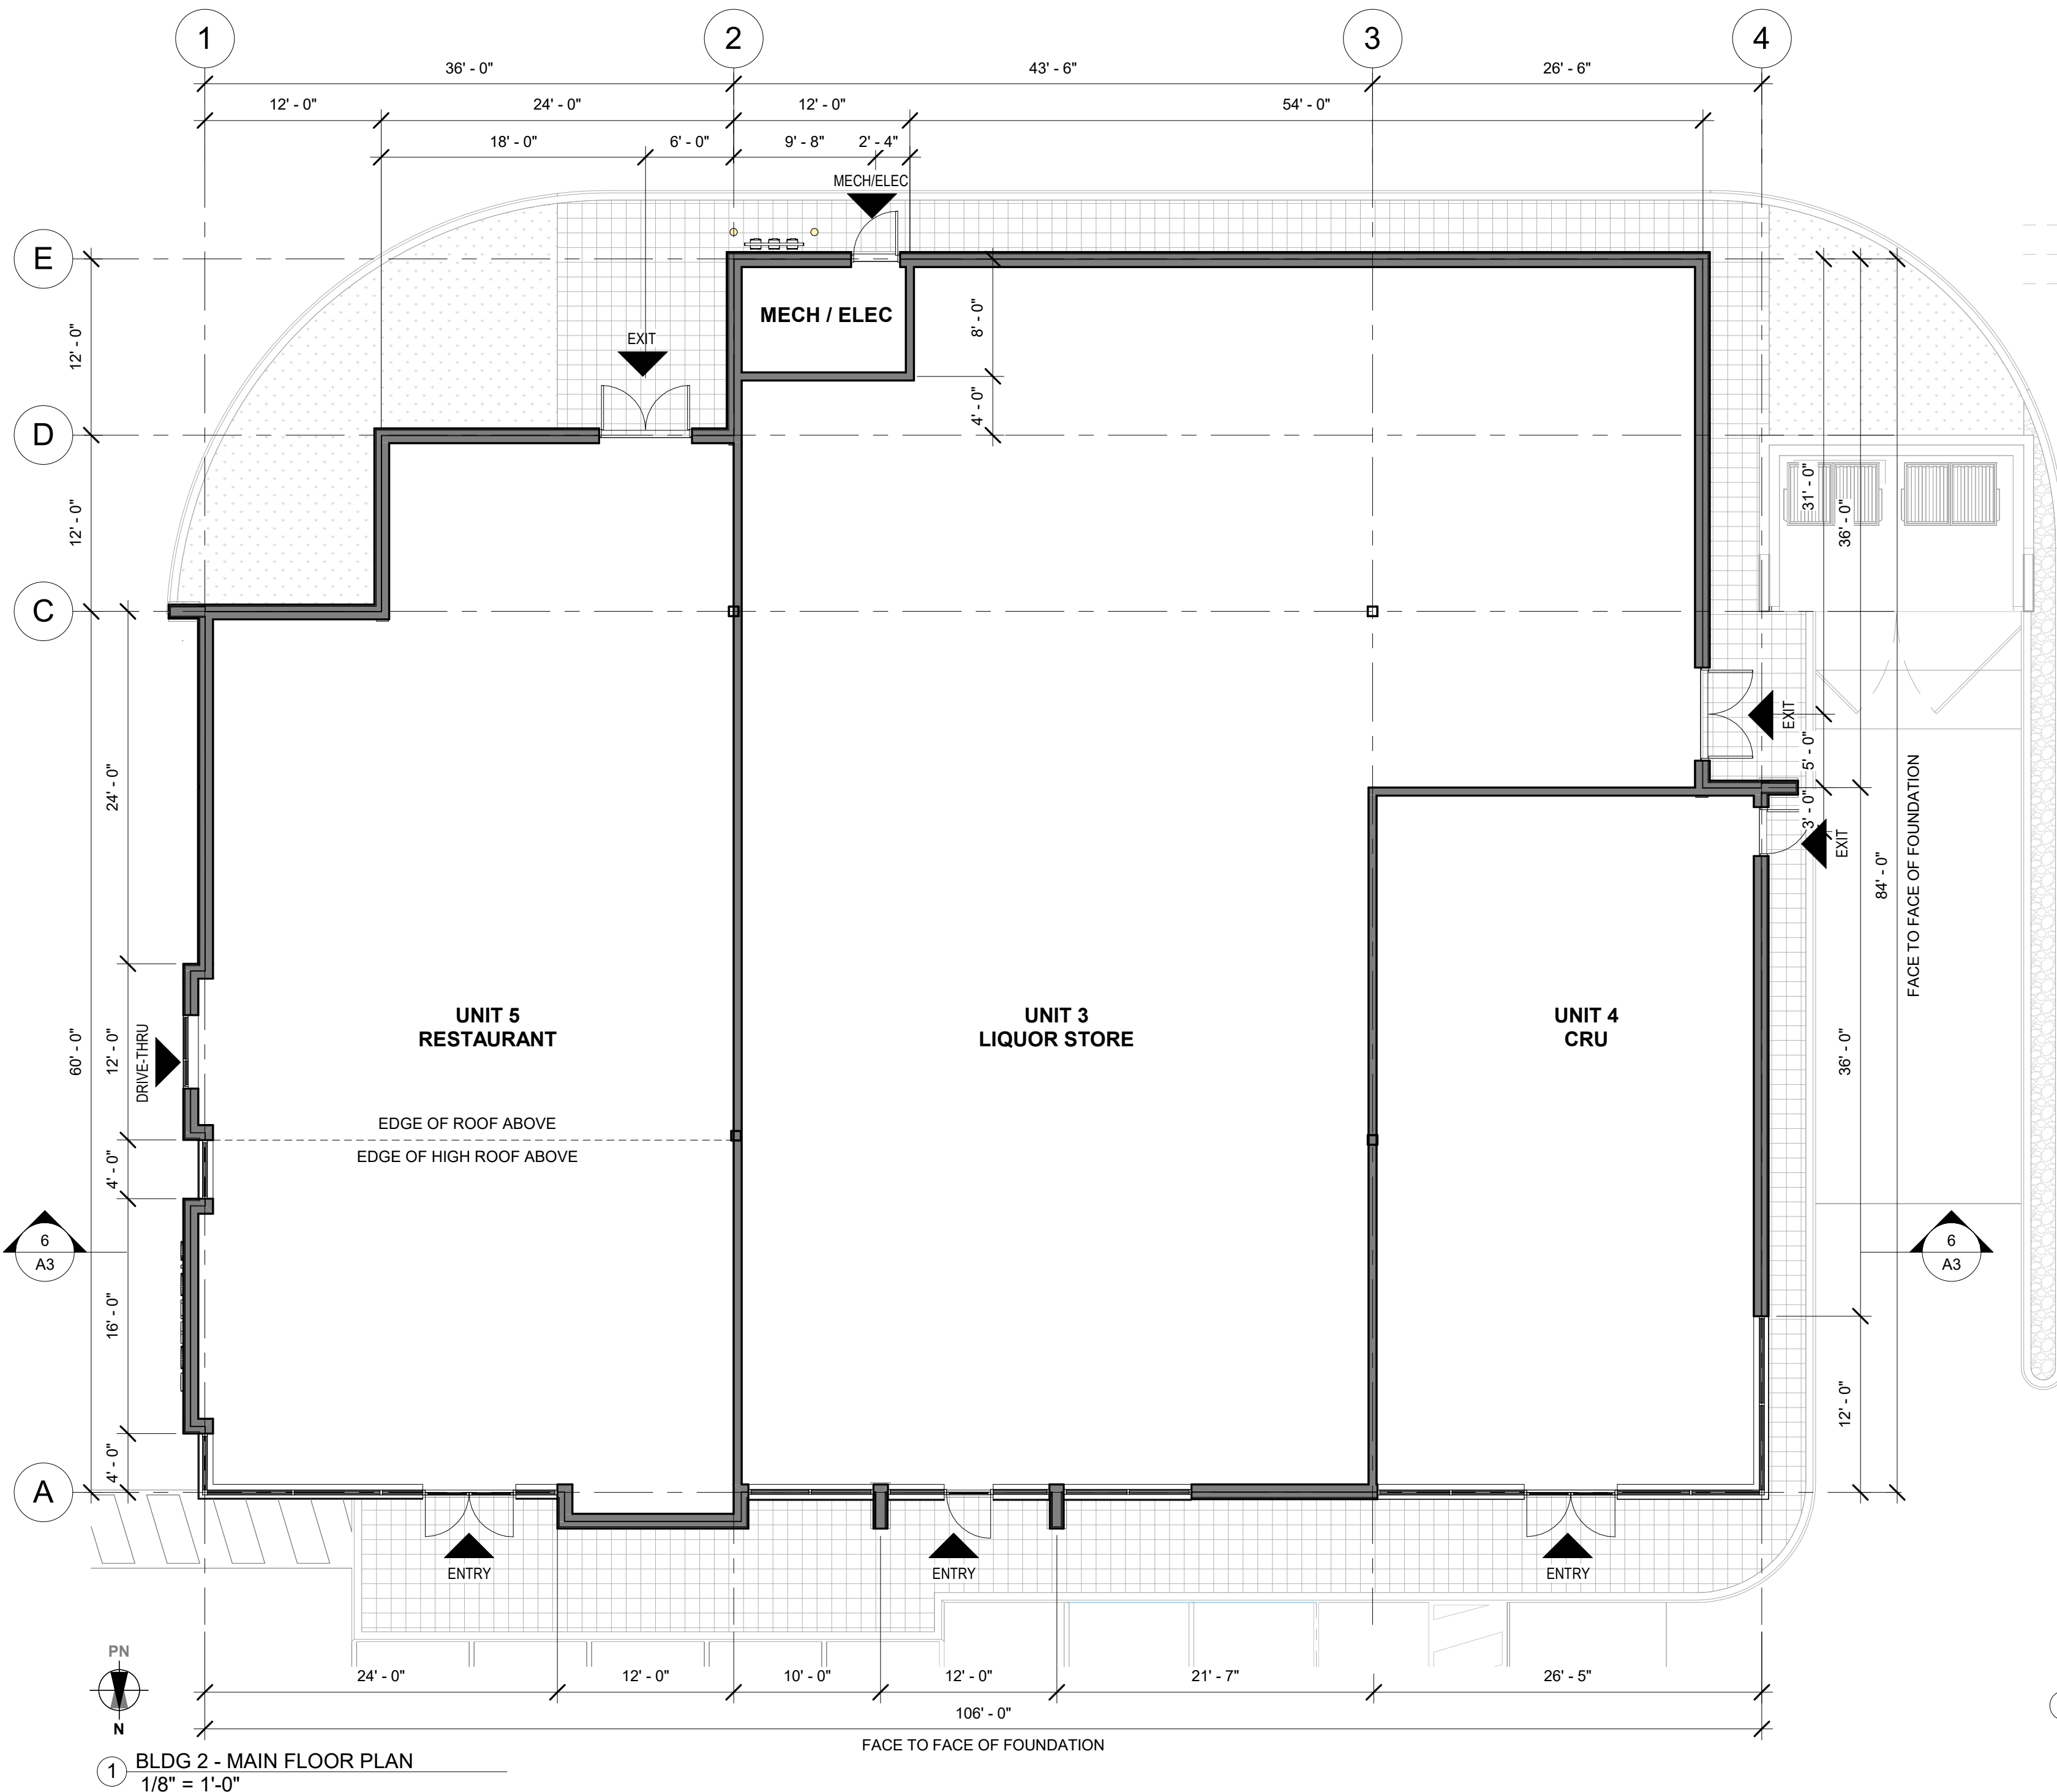 1
2
3
4
36' - 0"
43' - 6"
26' - 6"
12' - 0"
24' - 0"
12' - 0"
54' - 0"
18' - 0"
6' - 0"
9' - 8"
2' - 4"
MECH/ELEC
E
MECH / ELEC
8' - 0"
12' - 0"
EXIT
4' - 0"
D
31' - 0"
36' - 0"
12' - 0"
C
EXIT
5' - 0"
3' - 0"
EXIT
24' - 0"
84' - 0"
FACE TO FACE OF FOUNDATION
UNIT 5
RESTAURANT
UNIT 3
LIQUOR STORE
UNIT 4
CRU
60' - 0"
12' - 0"
DRIVE-THRU
36' - 0"
EDGE OF ROOF ABOVE
EDGE OF HIGH ROOF ABOVE
4' - 0"
6
A3
6
A3
16' - 0"
12' - 0"
4' - 0"
A
ENTRY
ENTRY
ENTRY
PN
N
24' - 0"
12' - 0"
10' - 0"
12' - 0"
21' - 7"
26' - 5"
106' - 0"
FACE TO FACE OF FOUNDATION
1
BLDG 2 - MAIN FLOOR PLAN
1/8" = 1'-0"